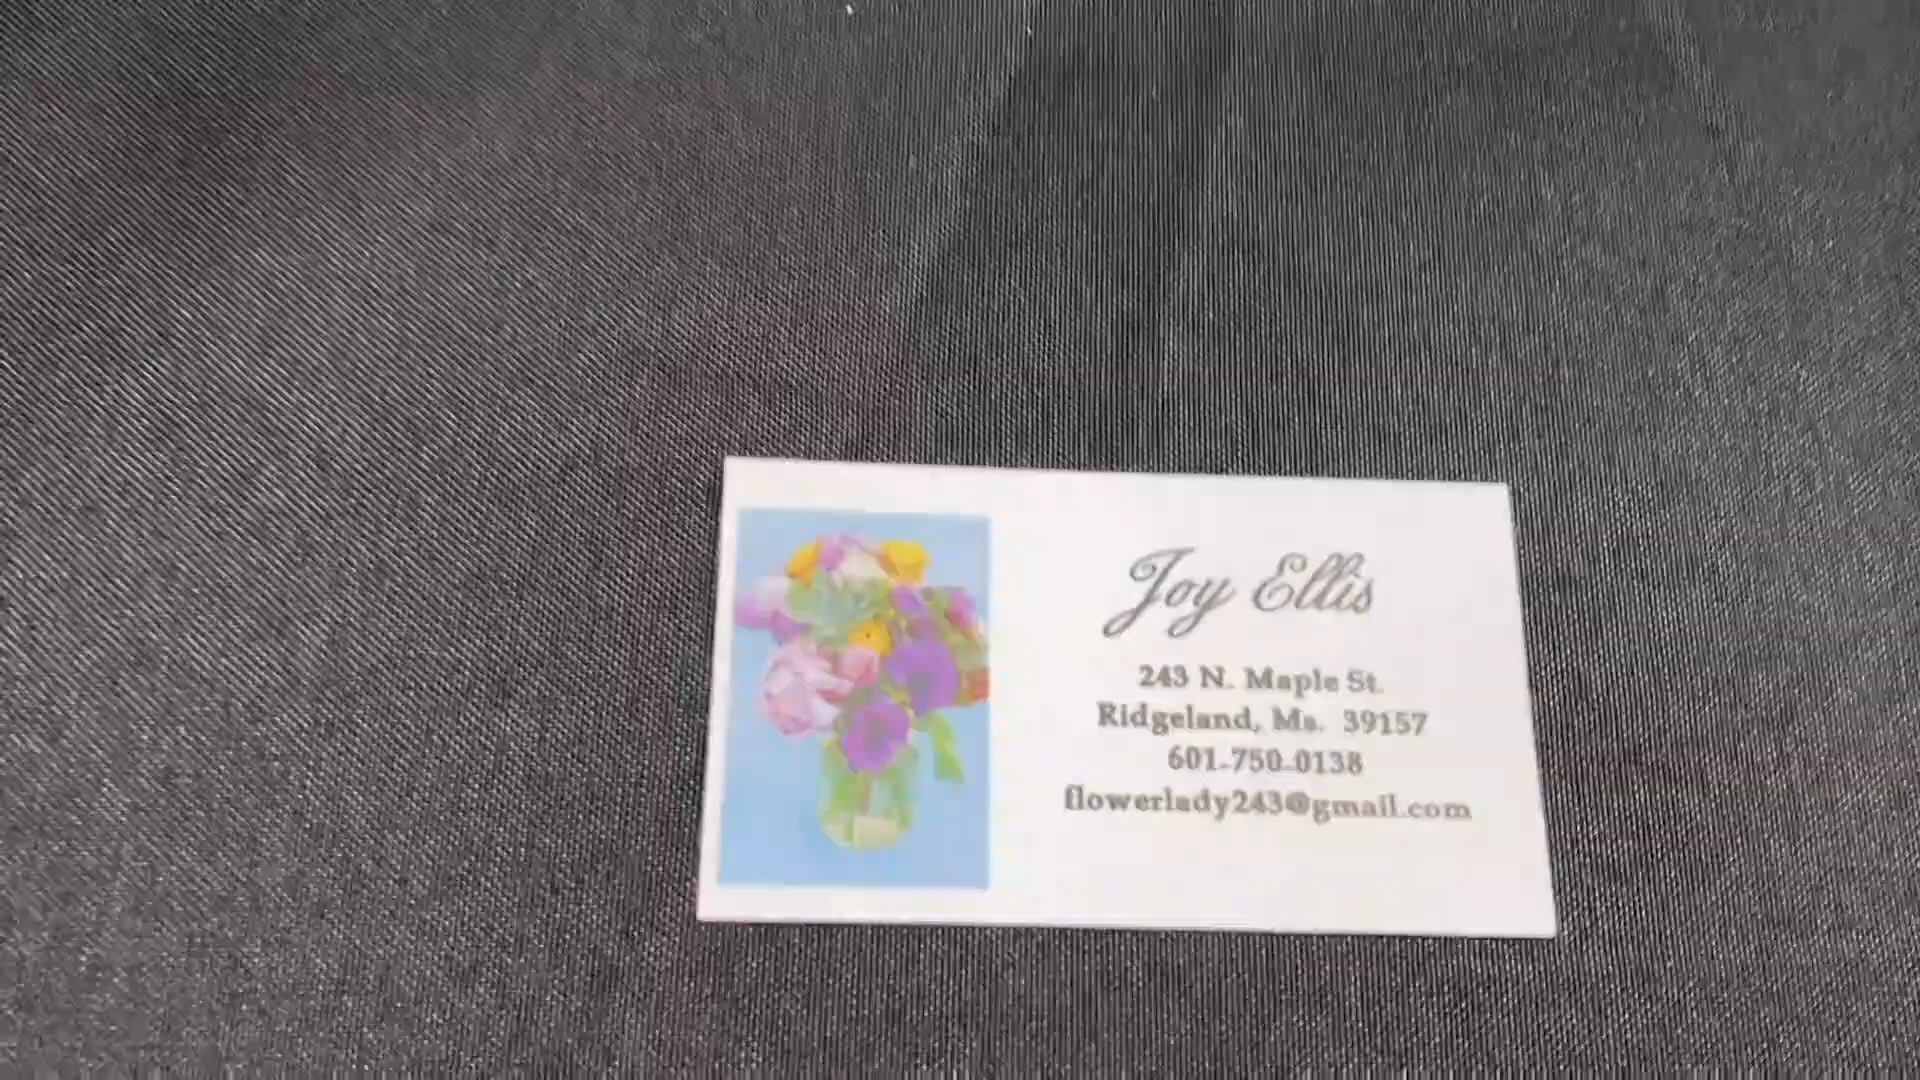 Joy Ellis
243 N. Maple St.
Ridgeland, Ms. 39157
601-750-0138
flowerlady243@gmail.com